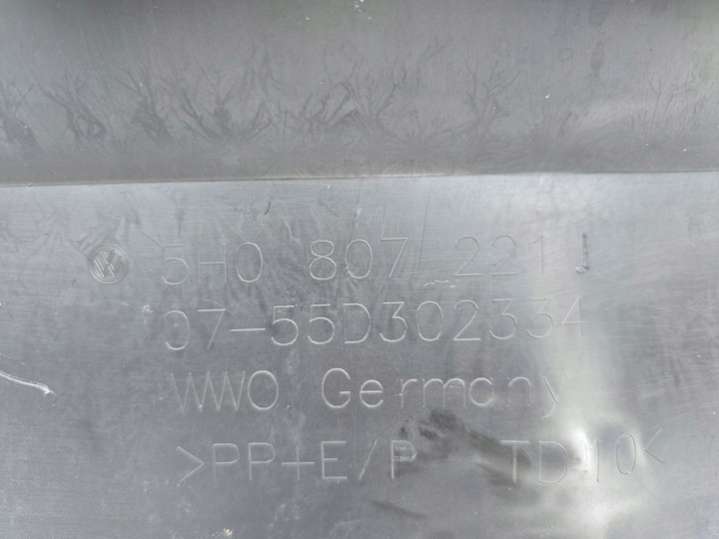 5H0 807 221 J
07-55D302334
WWO Germany
>PP+E/P TD10<